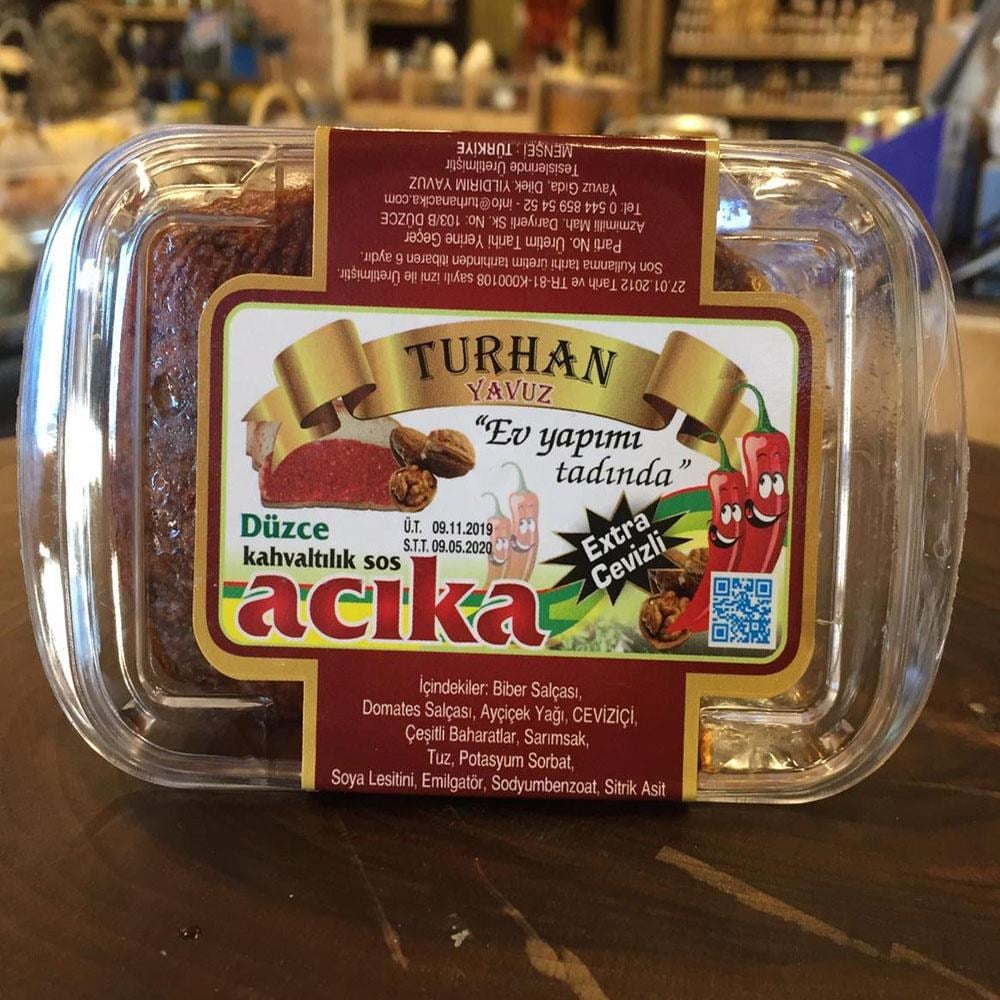 27.01.2012 Tarih ve TR-81-K000108 sayılı izni ile Üretilmiştir.
Son Kullanma tarihi üretim tarihinden itibaren 6 aydır.
Parti No. Üretim Tarihi Yerine Geçer
Azmimilli Mah. Daryerli Sk. No: 103/B DÜZCE
Tel: 0 544 859 54 52 - info@turhanacika.com
Yavuz Gıda. Dilek YILDIRIM YAVUZ
Tesislerinde Üretilmiştir
MENŞEİ : TÜRKİYE
TURHAN
YAVUZ
"Ev yapımı
tadında"
Düzce
kahvaltılık sos
Ü.T. 09.11.2019
S.T.T. 09.05.2020
Extra
Cevizli
acıka
İçindekiler: Biber Salçası,
Domates Salçası, Ayçiçek Yağı, CEVİZİÇİ,
Çeşitli Baharatlar, Sarımsak,
Tuz, Potasyum Sorbat,
Soya Lesitini, Emilgatör, Sodyumbenzoat, Sitrik Asit